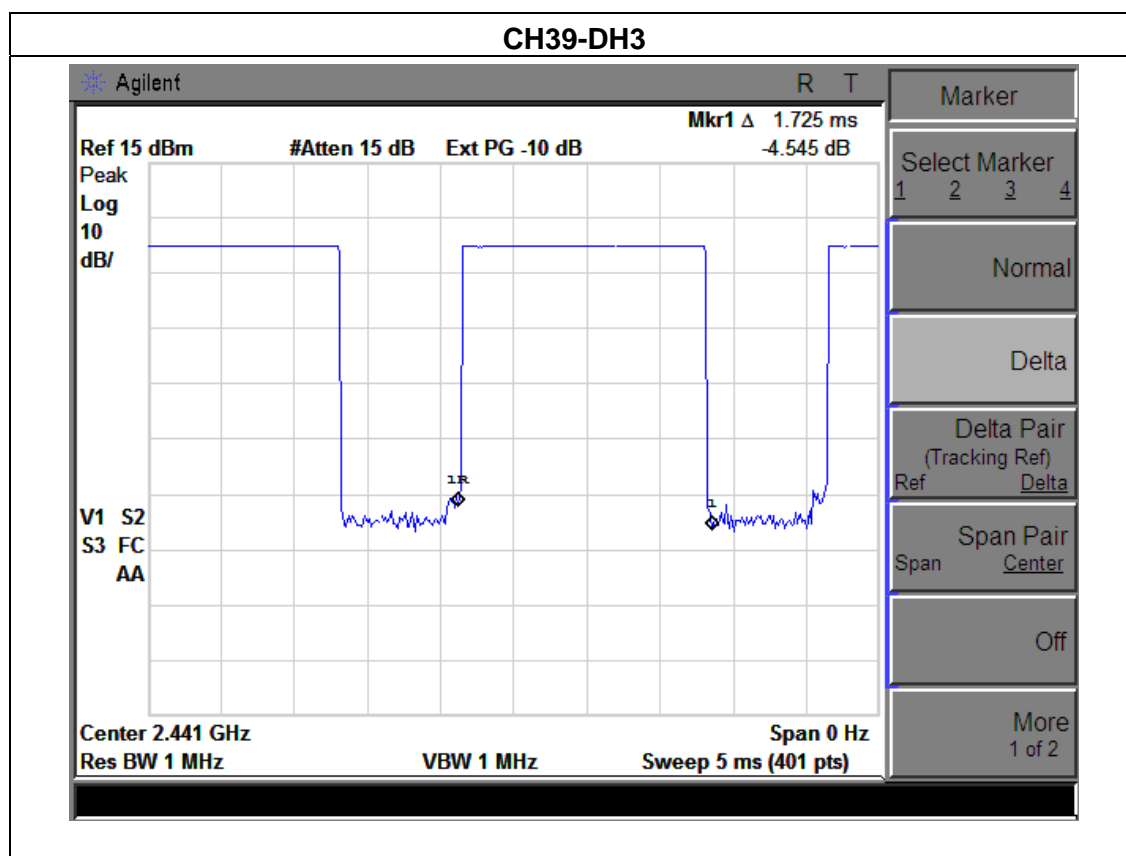 CH39-DH3
Agilent R T
Mkr1 Δ 1.725 ms
Ref 15 dBm #Atten 15 dB Ext PG -10 dB -4.545 dB
Peak
Log
10
dB/
1R
1
V1 S2
S3 FC
AA
Center 2.441 GHz Span 0 Hz
Res BW 1 MHz VBW 1 MHz Sweep 5 ms (401 pts)
Marker
Select Marker
1 2 3 4
Normal
Delta
Delta Pair
(Tracking Ref)
Ref Delta
Span Pair
Span Center
Off
More
1 of 2